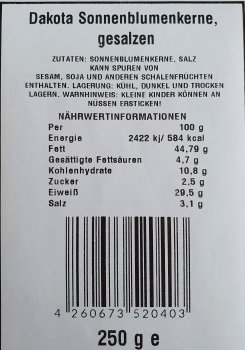 Dakota Sonnenblumenkerne,
gesalzen
ZUTATEN: SONNENBLUMENKERNE, SALZ
KANN SPUREN VON
SESAM, SOJA UND ANDEREN SCHALENFRÜCHTEN
ENTHALTEN. LAGERUNG: KÜHL, DUNKEL UND TROCKEN
LAGERN. WARNHINWEIS: KLEINE KINDER KÖNNEN AN
NÜSSEN ERSTICKEN!
NÄHRWERTINFORMATIONEN
Per 100 g
Energie 2422 kj/ 584 kcal
Fett 44,79 g
Gesättigte Fettsäuren 4,7 g
Kohlenhydrate 10,8 g
Zucker 2,5 g
Eiweiß 29,5 g
Salz 3,1 g
4 260673 520403
250 g e